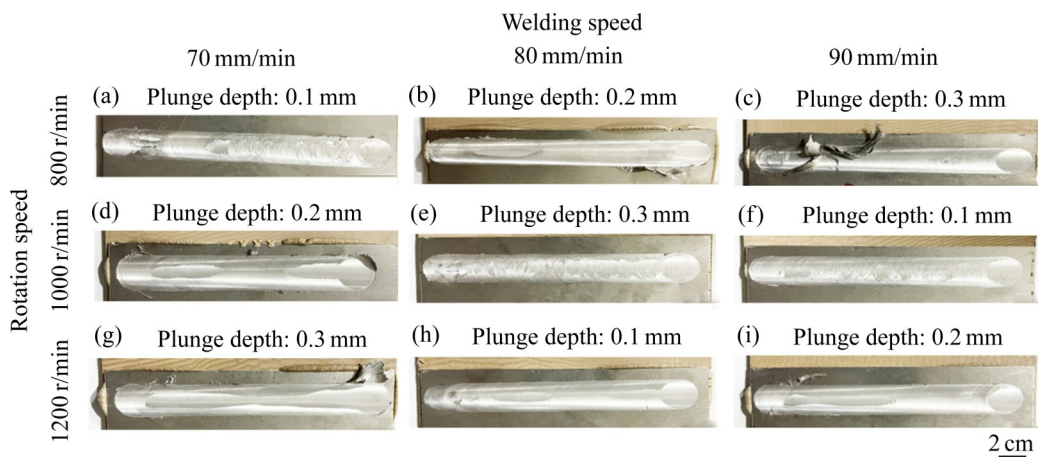 Welding speed
70 mm/min
80 mm/min
90 mm/min
Rotation speed
800 r/min
(a) Plunge depth: 0.1 mm
(b) Plunge depth: 0.2 mm
(c) Plunge depth: 0.3 mm
1000 r/min
(d) Plunge depth: 0.2 mm
(e) Plunge depth: 0.3 mm
(f) Plunge depth: 0.1 mm
1200 r/min
(g) Plunge depth: 0.3 mm
(h) Plunge depth: 0.1 mm
(i) Plunge depth: 0.2 mm
2 cm